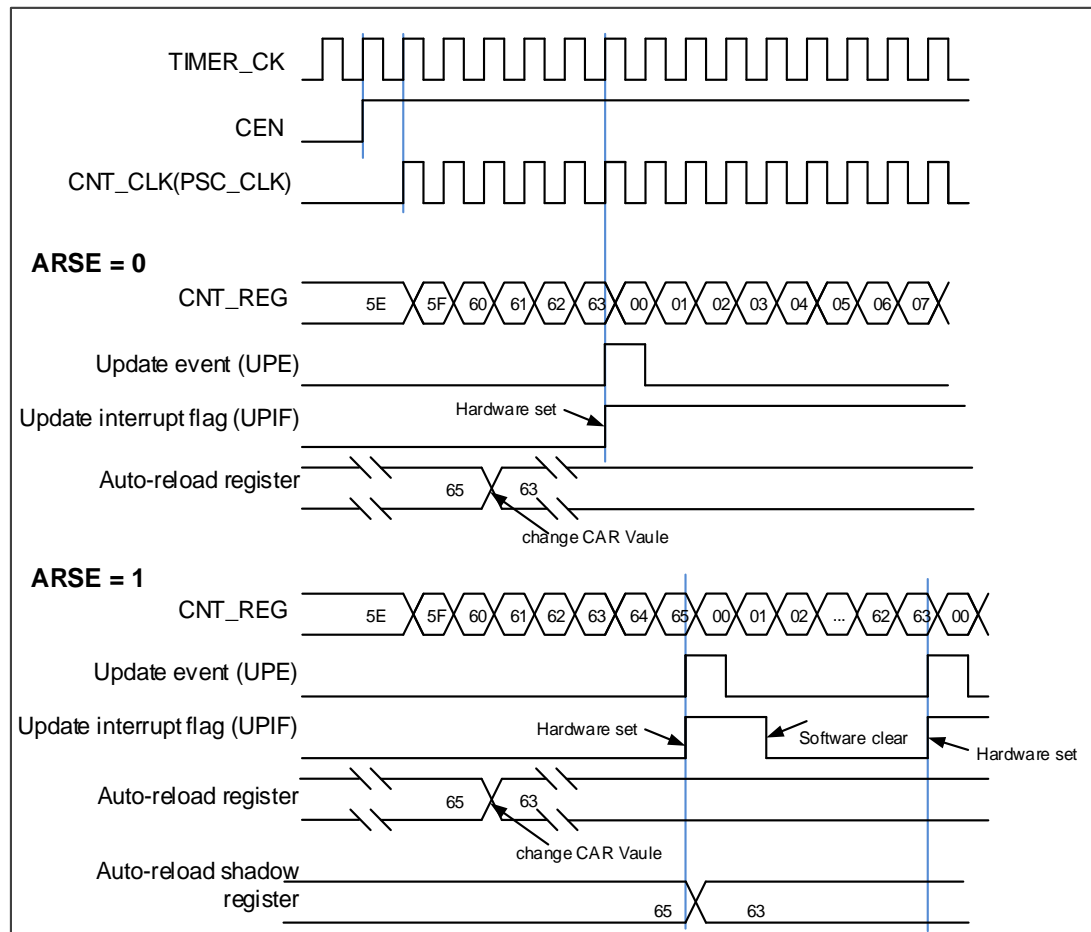 TIMER_CK
CEN
CNT_CLK(PSC_CLK)
ARSE = 0
CNT_REG 5E 5F 60 61 62 63 00 01 02 03 04 05 06 07
Update event (UPE)
Update interrupt flag (UPIF) Hardware set
Auto-reload register 65 63
change CAR Vaule
ARSE = 1
CNT_REG 5E 5F 60 61 62 63 64 65 00 01 02 ... 62 63 00
Update event (UPE)
Update interrupt flag (UPIF) Hardware set Software clear Hardware set
Auto-reload register 65 63
change CAR Vaule
Auto-reload shadow
register 65 63